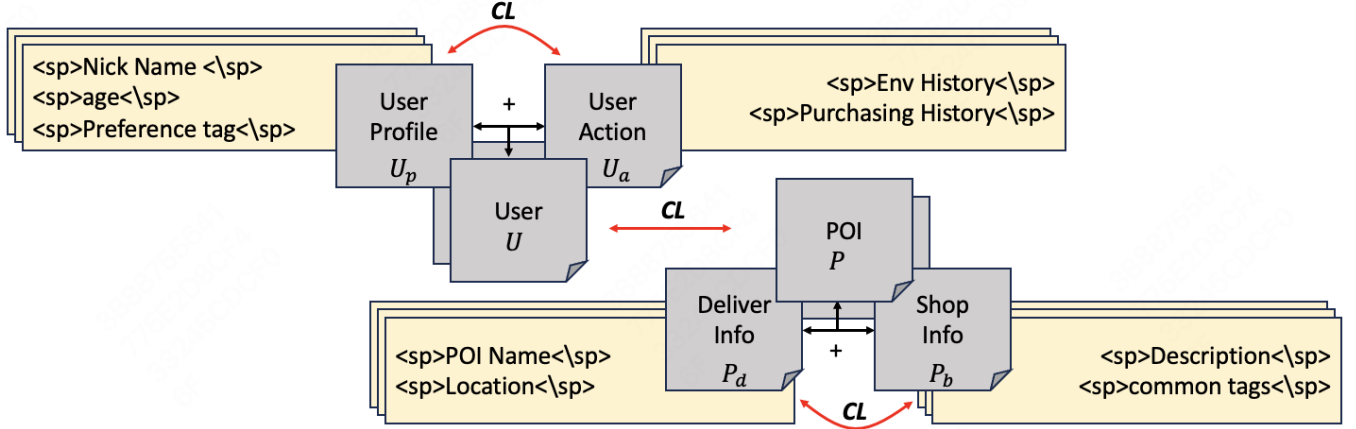 CL
<sp>Nick Name <\sp>
<sp>age<\sp>
<sp>Preference tag<\sp>
User
Profile
U_p
+
User
Action
U_a
<sp>Env History<\sp>
<sp>Purchasing History<\sp>
User
U
CL
POI
P
<sp>POI Name<\sp>
<sp>Location<\sp>
Deliver
Info
P_d
+
Shop
Info
P_b
<sp>Description<\sp>
<sp>common tags<\sp>
CL